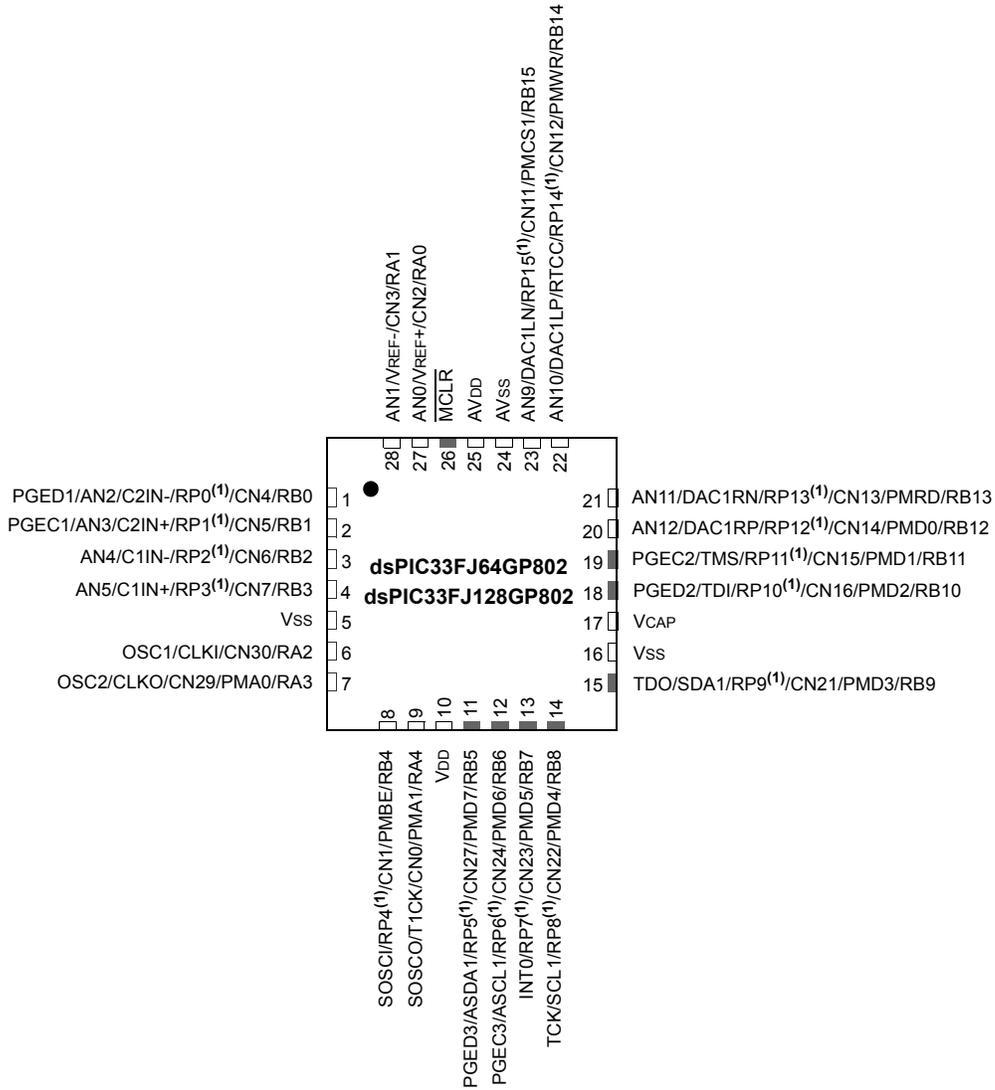 AN1/VREF-/CN3/RA1
AN0/VREF+/CN2/RA0
MCLR
AVDD
AVSS
AN9/DAC1LN/RP15(1)/CN11/PMCS1/RB15
AN10/DAC1LP/RTCC/RP14(1)/CN12/PMWR/RB14
28
27
26
25
24
23
22
PGED1/AN2/C2IN-/RP0(1)/CN4/RB0 1
PGEC1/AN3/C2IN+/RP1(1)/CN5/RB1 2
AN4/C1IN-/RP2(1)/CN6/RB2 3
AN5/C1IN+/RP3(1)/CN7/RB3 4
VSS 5
OSC1/CLKI/CN30/RA2 6
OSC2/CLKO/CN29/PMA0/RA3 7
dsPIC33FJ64GP802
dsPIC33FJ128GP802
21 AN11/DAC1RN/RP13(1)/CN13/PMRD/RB13
20 AN12/DAC1RP/RP12(1)/CN14/PMD0/RB12
19 PGEC2/TMS/RP11(1)/CN15/PMD1/RB11
18 PGED2/TDI/RP10(1)/CN16/PMD2/RB10
17 VCAP
16 VSS
15 TDO/SDA1/RP9(1)/CN21/PMD3/RB9
8
9
10
11
12
13
14
SOSCI/RP4(1)/CN1/PMBE/RB4
SOSCO/T1CK/CN0/PMA1/RA4
VDD
PGED3/ASDA1/RP5(1)/CN27/PMD7/RB5
PGEC3/ASCL1/RP6(1)/CN24/PMD6/RB6
INT0/RP7(1)/CN23/PMD5/RB7
TCK/SCL1/RP8(1)/CN22/PMD4/RB8